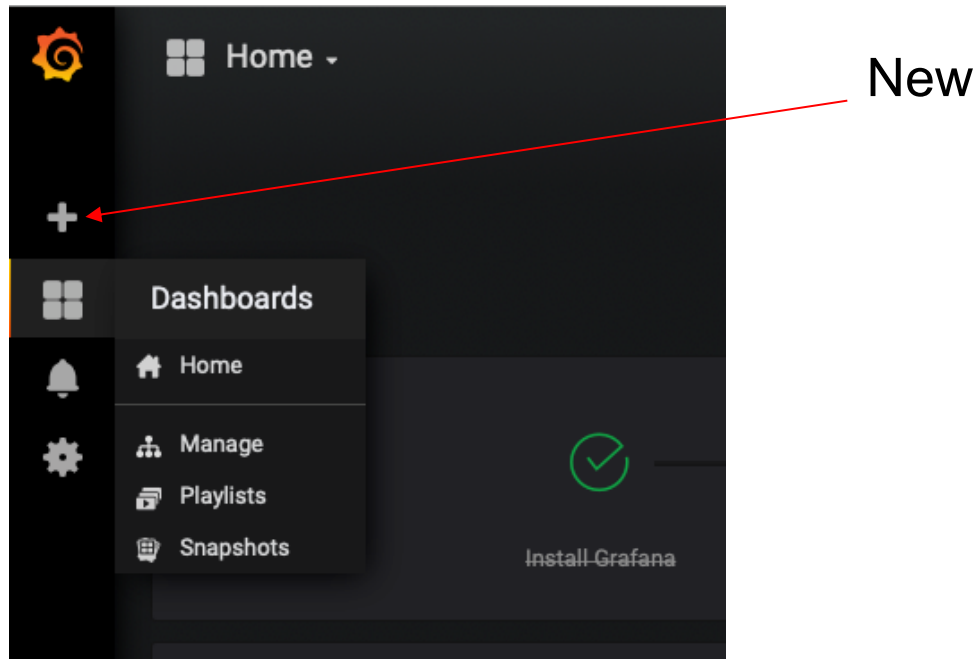 Home
New
Dashboards
Home
Manage
Playlists
Snapshots
Install Grafana